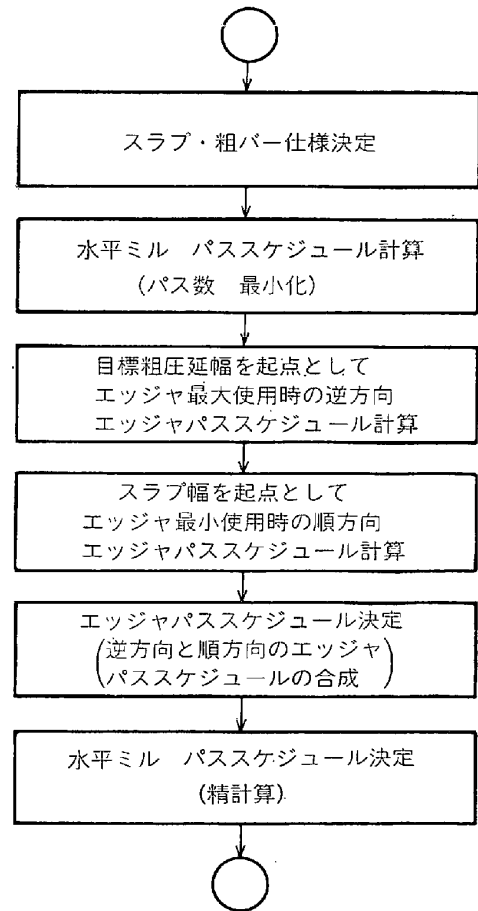 スラブ・粗バー仕様決定
水平ミル　パススケジュール計算
(パス数　最小化)
目標粗圧延幅を起点として
エッジャ最大使用時の逆方向
エッジャパススケジュール計算
スラブ幅を起点として
エッジャ最小使用時の順方向
エッジャパススケジュール計算
エッジャパススケジュール決定
(逆方向と順方向のエッジャ
パススケジュールの合成)
水平ミル　パススケジュール決定
(精計算)